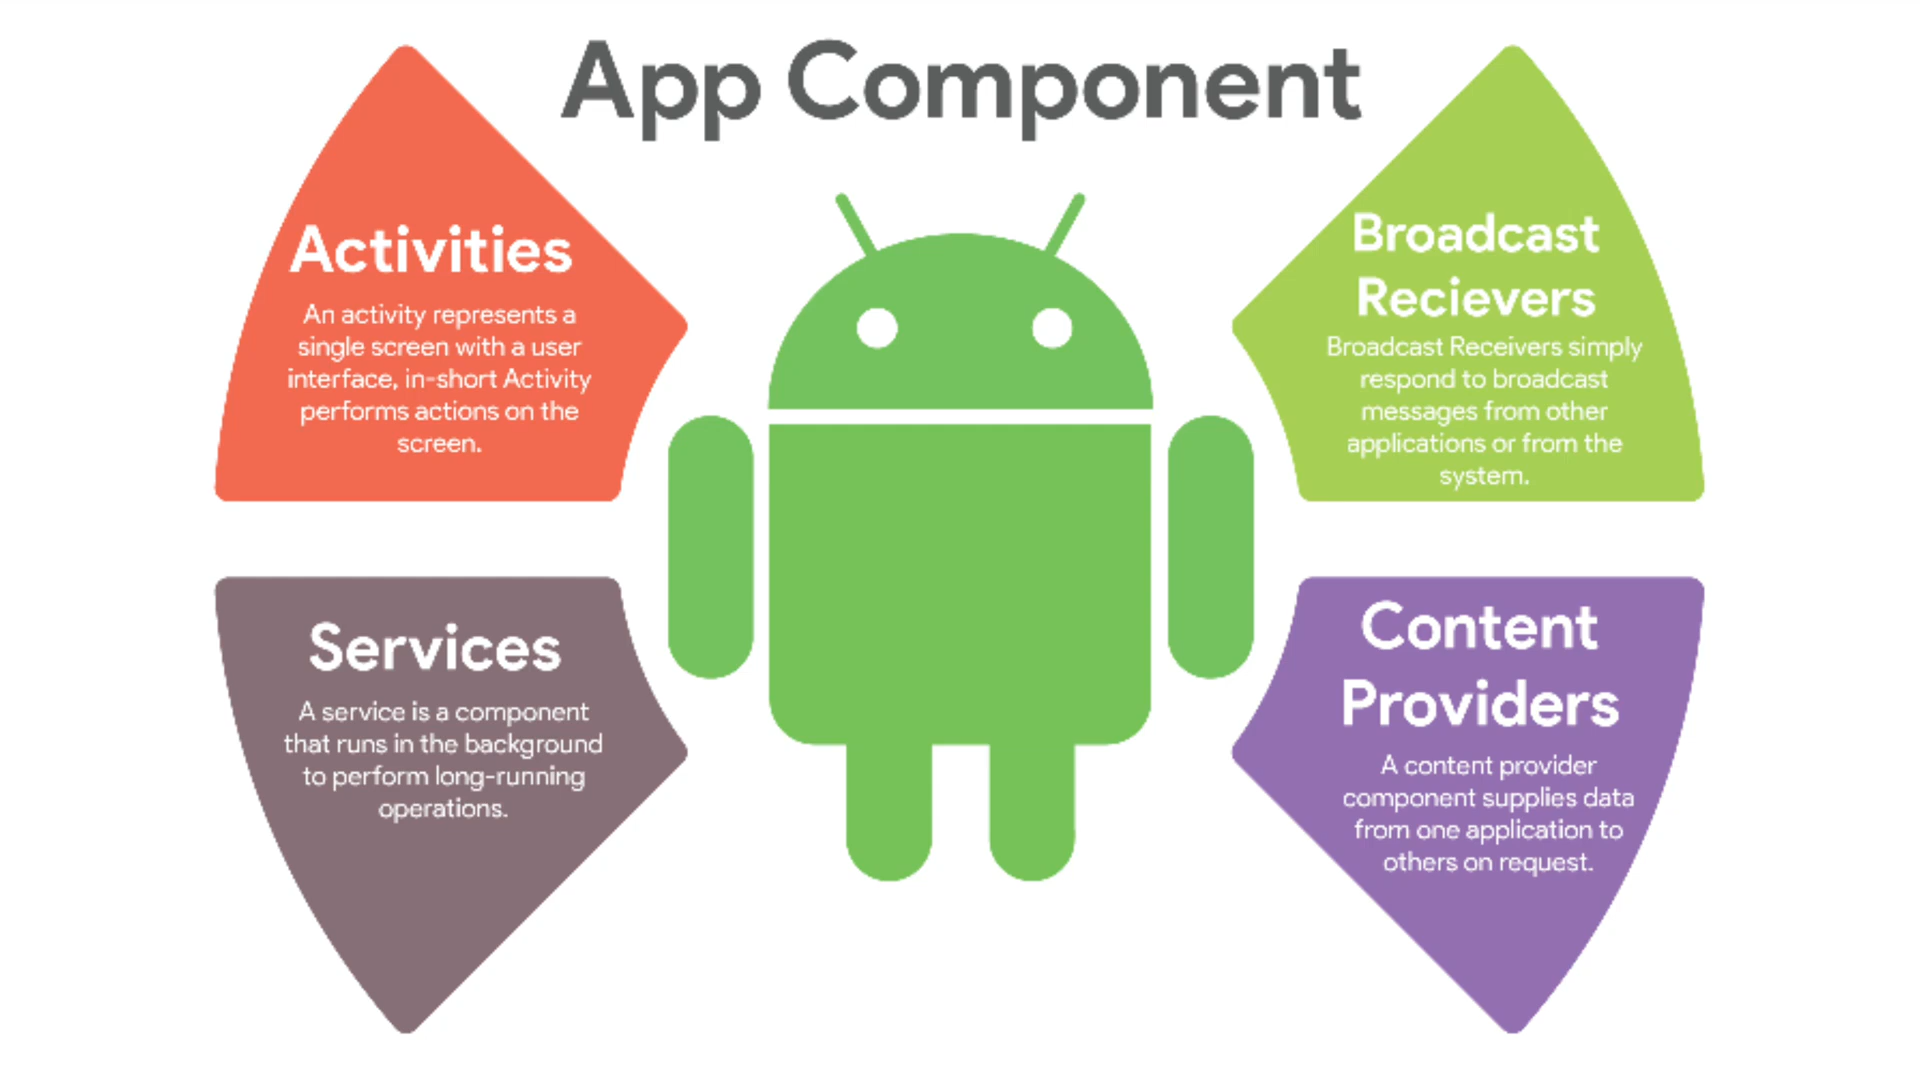 App Component
Activities
An activity represents a
single screen with a user
interface, in-short Activity
performs actions on the
screen.
Broadcast
Recievers
Broadcast Receivers simply
respond to broadcast
messages from other
applications or from the
system.
Services
A service is a component
that runs in the background
to perform long-running
operations.
Content
Providers
A content provider
component supplies data
from one application to
others on request.